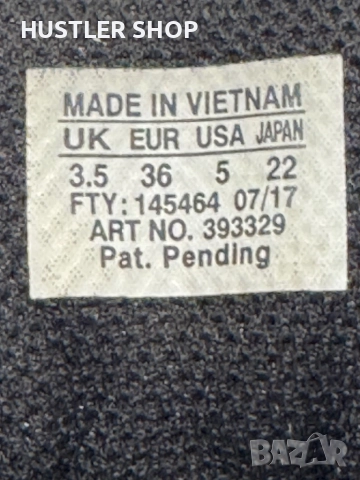 HUSTLER SHOP
MADE IN VIETNAM
UK EUR USA JAPAN
3.5 36 5 22
FTY: 145464 07/17
ART NO. 393329
Pat. Pending
BAZAR
bg